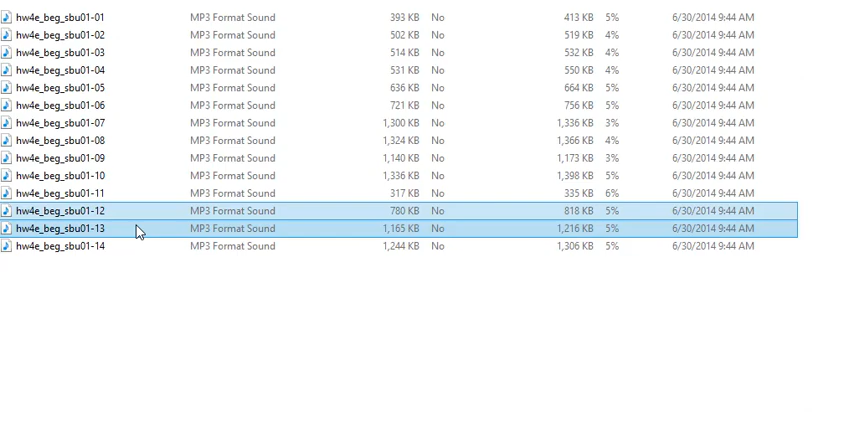 hw4e_beg_sbu01-01 MP3 Format Sound 393 KB No 413 KB 5% 6/30/2014 9:44 AM
hw4e_beg_sbu01-02 MP3 Format Sound 502 KB No 519 KB 4% 6/30/2014 9:44 AM
hw4e_beg_sbu01-03 MP3 Format Sound 514 KB No 532 KB 4% 6/30/2014 9:44 AM
hw4e_beg_sbu01-04 MP3 Format Sound 531 KB No 550 KB 4% 6/30/2014 9:44 AM
hw4e_beg_sbu01-05 MP3 Format Sound 636 KB No 664 KB 5% 6/30/2014 9:44 AM
hw4e_beg_sbu01-06 MP3 Format Sound 721 KB No 756 KB 5% 6/30/2014 9:44 AM
hw4e_beg_sbu01-07 MP3 Format Sound 1,300 KB No 1,336 KB 3% 6/30/2014 9:44 AM
hw4e_beg_sbu01-08 MP3 Format Sound 1,324 KB No 1,366 KB 4% 6/30/2014 9:44 AM
hw4e_beg_sbu01-09 MP3 Format Sound 1,140 KB No 1,173 KB 3% 6/30/2014 9:44 AM
hw4e_beg_sbu01-10 MP3 Format Sound 1,336 KB No 1,398 KB 5% 6/30/2014 9:44 AM
hw4e_beg_sbu01-11 MP3 Format Sound 317 KB No 335 KB 6% 6/30/2014 9:44 AM
hw4e_beg_sbu01-12 MP3 Format Sound 780 KB No 818 KB 5% 6/30/2014 9:44 AM
hw4e_beg_sbu01-13 MP3 Format Sound 1,165 KB No 1,216 KB 5% 6/30/2014 9:44 AM
hw4e_beg_sbu01-14 MP3 Format Sound 1,244 KB No 1,306 KB 5% 6/30/2014 9:44 AM